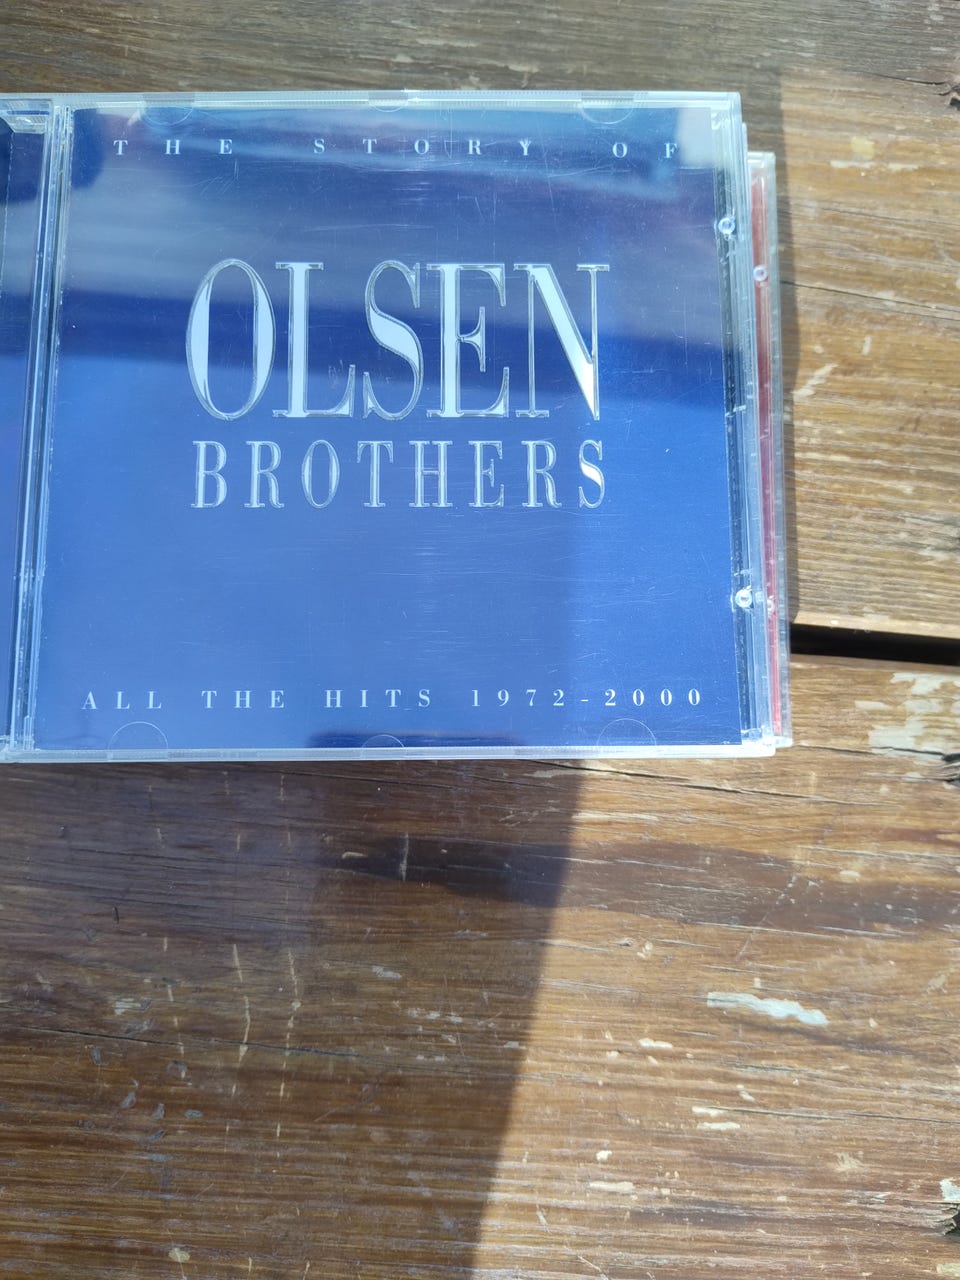 THE STORY OF
OLSEN
BROTHERS
ALL THE HITS 1972-2000